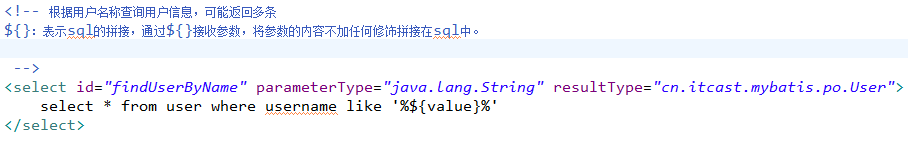 <!-- 根据用户名称查询用户信息，可能返回多条
${}：表示sql的拼接，通过${}接收参数，将参数的内容不加任何修饰拼接在sql中。
-->
<select id="findUserByName" parameterType="java.lang.String" resultType="cn.itcast.mybatis.po.User">
select * from user where username like '%${value}%'
</select>